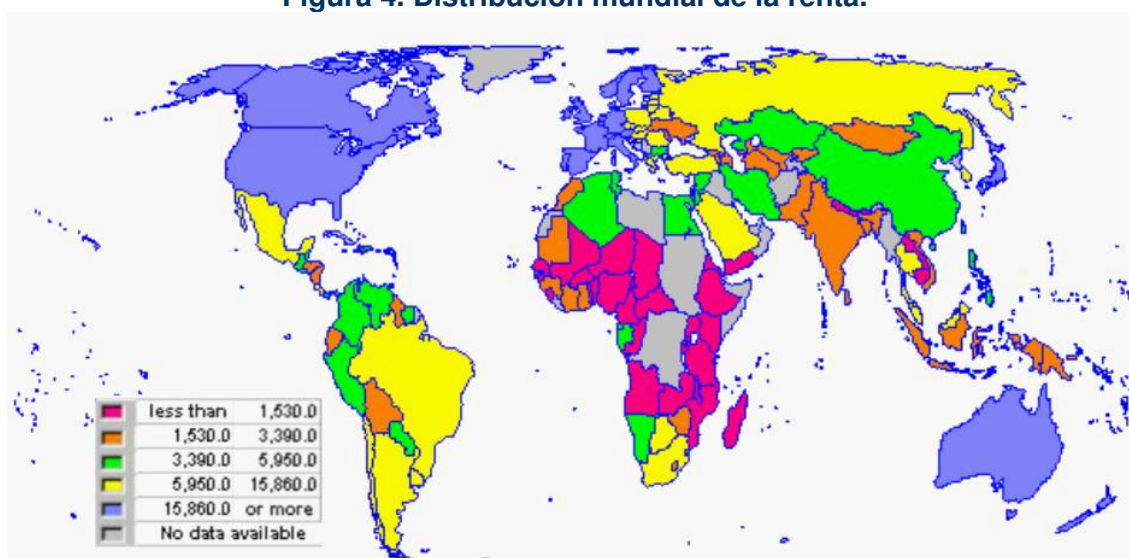 Figura 4. Distribución mundial de la renta.
less than 1,530.0
1,530.0 3,390.0
3,390.0 5,950.0
5,950.0 15,860.0
15,860.0 or more
No data available